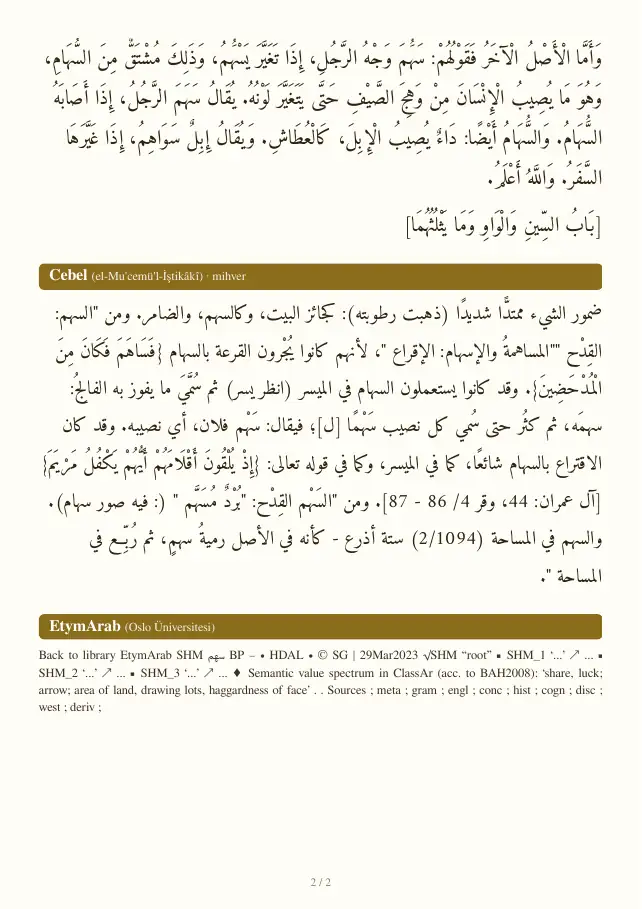 وَأَمَّا الْأَصْلُ الْآخَرُ فَقَوْلُهُمْ: سَهُمَ وَجْهُ الرَّجُلِ، إِذَا تَغَيَّرَ يَسْهُمُ، وَذَلِكَ مُشْتَقٌّ مِنَ السُّهَامِ،
وَهُوَ مَا يُصِيبُ الْإِنْسَانَ مِنْ وَهَجِ الصَّيْفِ حَتَّى يَتَغَيَّرَ لَوْنُهُ. يُقَالُ سَهَمَ الرَّجُلُ، إِذَا أَصَابَهُ
السُّهَامُ. وَالسُّهَامُ أَيْضًا: دَاءٌ يُصِيبُ الْإِبِلَ، كَالْعُطَاشِ. وَيُقَالُ إِبِلٌ سَوَاهِمُ، إِذَا غَيَّرَهَا
السَّفَرُ. وَاللَّهُ أَعْلَمُ.
[بَابُ السِّينِ وَالْوَاوِ وَمَا يَثْلُثُهُمَا]
Cebel (el-Mu'cemü'l-İştikâkî) · mihver
ضمور الشيء ممتدًّا شديدًا (ذهبت رطوبته): كجائز البيت، وكالسهم، والضامر. ومن "السهم:
القِدْح ""المساهمةُ والإسهام: الإقراع "، لأنهم كانوا يُجْرون القرعة بالسهام {فَسَاهَمَ فَكَانَ مِنَ
الْمُدْحَضِينَ}. وقد كانوا يستعملون السهام في الميسر (انظر يسر) ثم سُمَّيَ ما يفوز به الفالجُ:
سهمَه، ثم كثُر حتى سُمي كل نصيب سَهْمًا [ل]؛ فيقال: سَهْم فلان، أي نصيبه. وقد كان
الاقتراع بالسهام شائعًا، كما في الميسر، وكما في قوله تعالى: {إِذْ يُلْقُونَ أَقْلَامَهُمْ أَيُّهُمْ يَكْفُلُ مَرْيَمَ}
[آل عمران: 44، وقر 4/ 86 - 87]. ومن "السَهْم القِدْح: "بُرْدٌ مُسَهَّم " (: فيه صور سهام).
والسهم في المساحة (2/1094) ستة أذرع - كأنه في الأصل رميةُ سهمٍ، ثم رُبِّع في
المساحة ".
EtymArab (Oslo Üniversitesi)
Back to library EtymArab SHM سهم BP – • HDAL • © SG | 29Mar2023 √SHM “root” ▪ SHM_1 ‘...’ ↗ ... ▪
SHM_2 ‘...’ ↗ ... ▪ SHM_3 ‘...’ ↗ ... ♦ Semantic value spectrum in ClassAr (acc. to BAH2008): ‘share, luck;
arrow; area of land, drawing lots, haggardness of face’ . . Sources ; meta ; gram ; engl ; conc ; hist ; cogn ; disc ;
west ; deriv ;
2 / 2